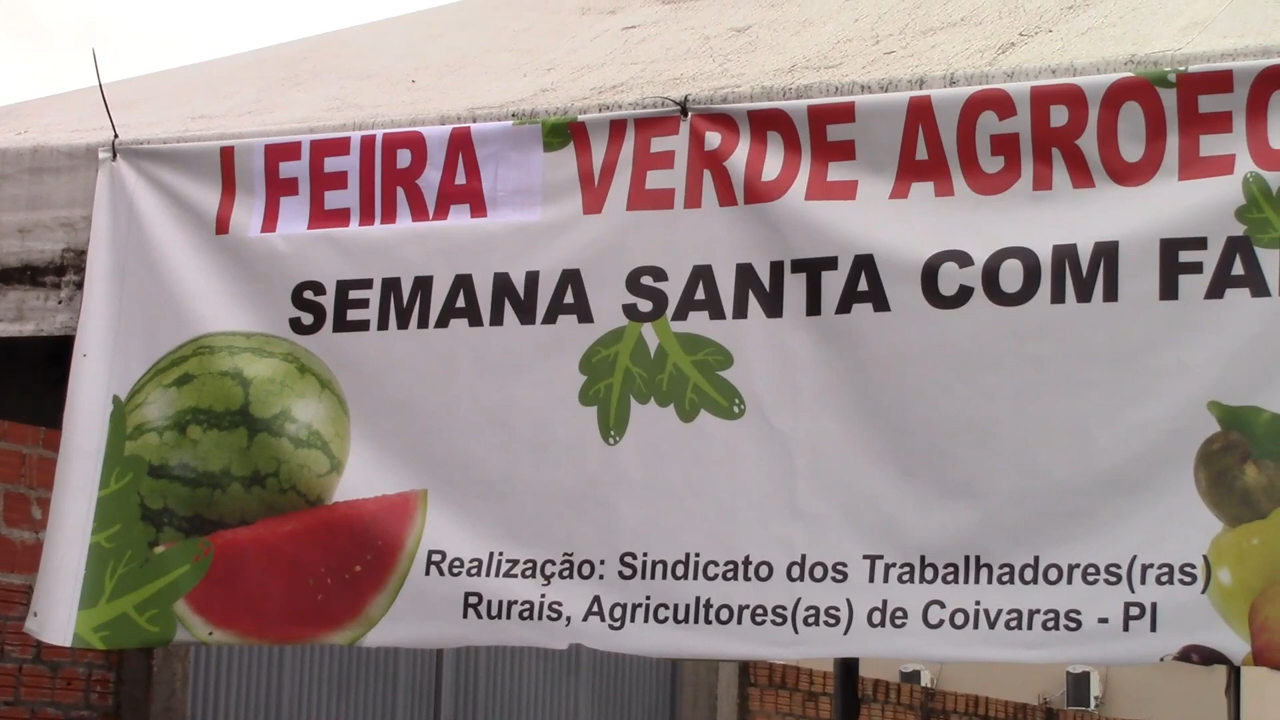 I FEIRA VERDE AGROEC
SEMANA SANTA COM FA
Realização: Sindicato dos Trabalhadores(ras)
Rurais, Agricultores(as) de Coivaras - PI